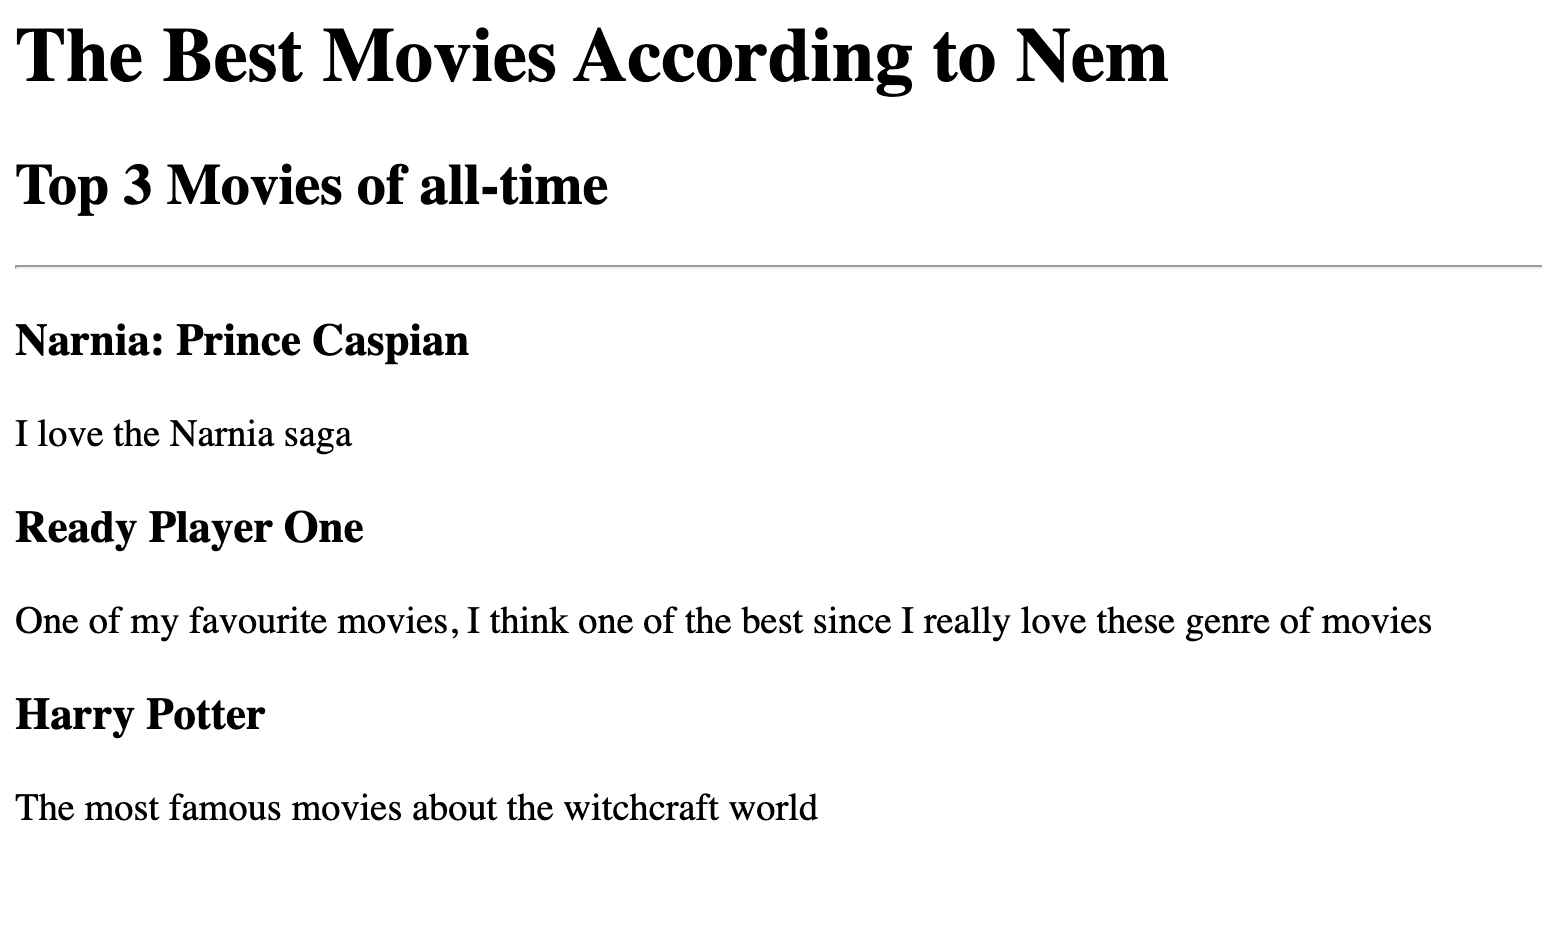 The Best Movies According to Nem
Top 3 Movies of all-time
Narnia: Prince Caspian
I love the Narnia saga
Ready Player One
One of my favourite movies, I think one of the best since I really love these genre of movies
Harry Potter
The most famous movies about the witchcraft world